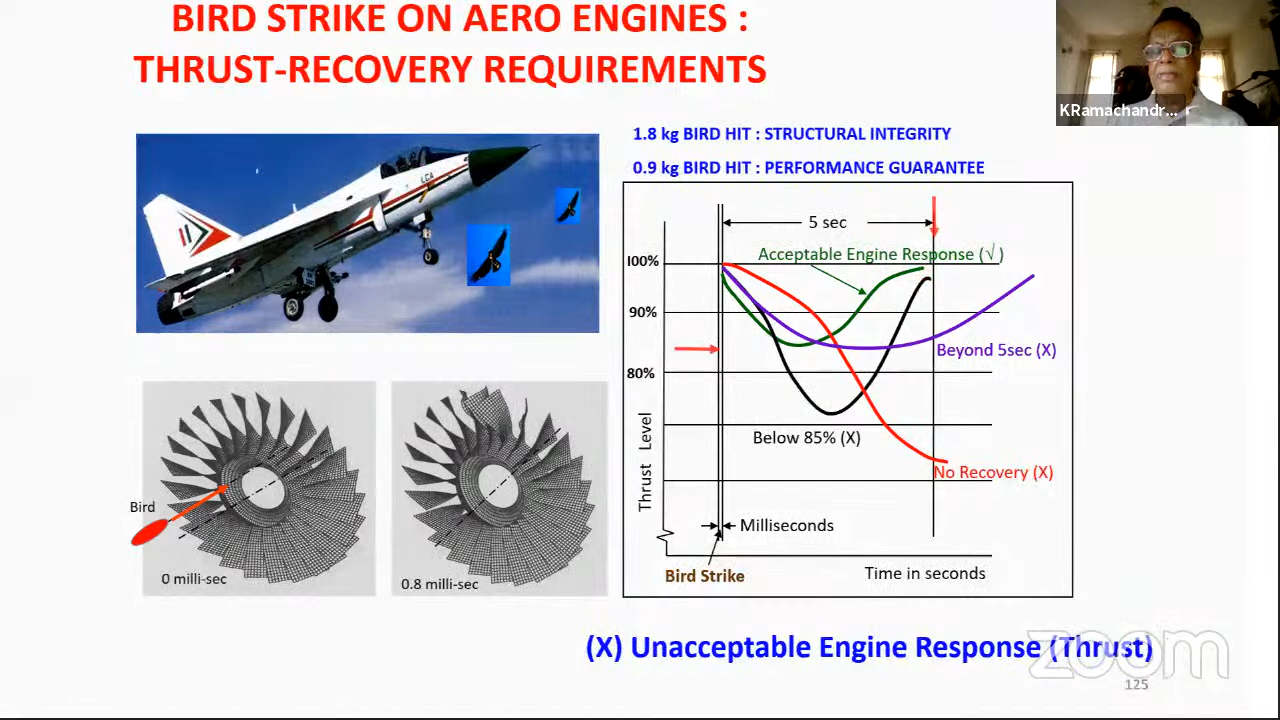 BIRD STRIKE ON AERO ENGINES :
THRUST-RECOVERY REQUIREMENTS
KRamachandr...
1.8 kg BIRD HIT : STRUCTURAL INTEGRITY
0.9 kg BIRD HIT : PERFORMANCE GUARANTEE
LCA
5 sec
Acceptable Engine Response (√)
100%
90%
Beyond 5sec (X)
80%
Below 85% (X)
Thrust Level
No Recovery (X)
Milliseconds
Bird Strike
Time in seconds
Bird
0 milli-sec
0.8 milli-sec
(X) Unacceptable Engine Response (Thrust)
zoom
125